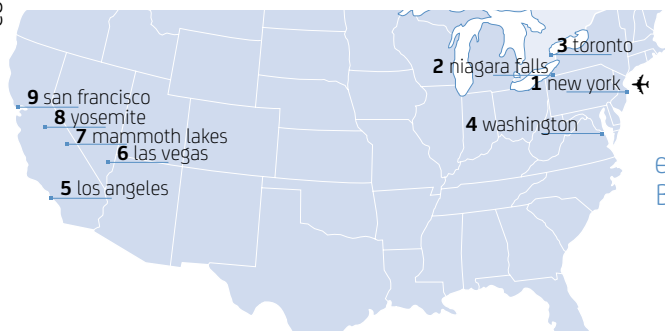 3 toronto
2 niagara falls
1 new york
9 san francisco
8 yosemite
4 washington
7 mammoth lakes
6 las vegas
5 los angeles